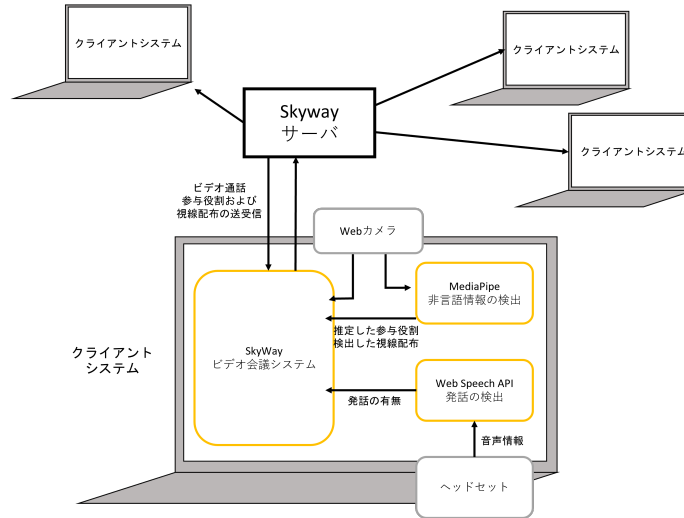 クライアントシステム
クライアントシステム
Skyway
サーバ
クライアントシステム
ビデオ通話
参与役割および
視線配布の送受信
Webカメラ
MediaPipe
非言語情報の検出
推定した参与役割
検出した視線配布
クライアント
システム
SkyWay
ビデオ会議システム
Web Speech API
発話の検出
発話の有無
音声情報
ヘッドセット